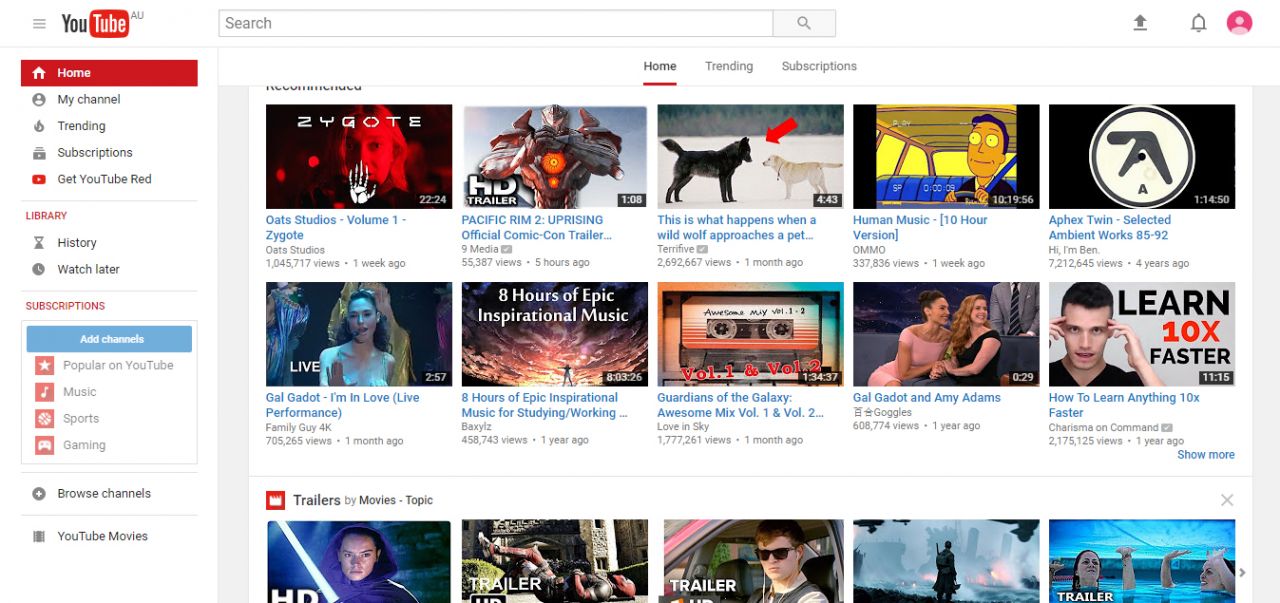 YouTube AU
Search
Home
My channel
Trending
Subscriptions
Get YouTube Red
LIBRARY
History
Watch later
SUBSCRIPTIONS
Add channels
Popular on YouTube
Music
Sports
Gaming
Browse channels
YouTube Movies
Home Trending Subscriptions
Recommended
ZYGOTE
22:24
Oats Studios - Volume 1 -
Zygote
Oats Studios
1,045,717 views • 1 week ago
HD
TRAILER
1:08
PACIFIC RIM 2: UPRISING
Official Comic-Con Trailer...
9 Media
55,387 views • 5 hours ago
4:43
This is what happens when a
wild wolf approaches a pet...
Terrifive
2,692,667 views • 1 month ago
PLAY
SP 0:00:09
10:19:56
Human Music - [10 Hour
Version]
OMMO
337,836 views • 1 week ago
A
1:14:50
Aphex Twin - Selected
Ambient Works 85-92
Hi, I'm Ben.
7,212,645 views • 4 years ago
LIVE
2:57
Gal Gadot - I'm In Love (Live
Performance)
Family Guy 4K
705,265 views • 1 month ago
8 Hours of Epic
Inspirational Music
8:03:26
8 Hours of Epic Inspirational
Music for Studying/Working ...
Baxylz
458,743 views • 1 year ago
Awesome Mix Vol. 1 - 2
Vol.1 & Vol.2
1:34:37
Guardians of the Galaxy:
Awesome Mix Vol. 1 & Vol. 2...
Love in Sky
1,777,261 views • 1 month ago
0:29
Gal Gadot and Amy Adams
百合Goggles
608,774 views • 1 year ago
LEARN
10X
FASTER
11:15
How To Learn Anything 10x
Faster
Charisma on Command
2,175,125 views • 1 year ago
Show more
Trailers by Movies - Topic
HD
TRAILER
HD
TRAILER
HD
TRAILER